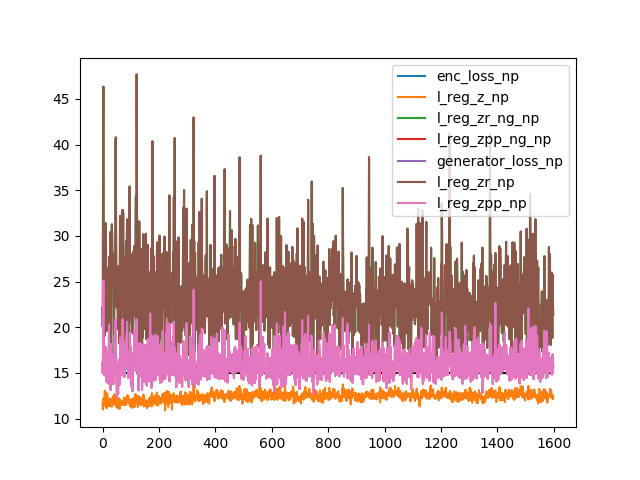 enc_loss_np
l_reg_z_np
l_reg_zr_ng_np
l_reg_zpp_ng_np
generator_loss_np
l_reg_zr_np
l_reg_zpp_np
45
40
35
30
25
20
15
10
0 200 400 600 800 1000 1200 1400 1600